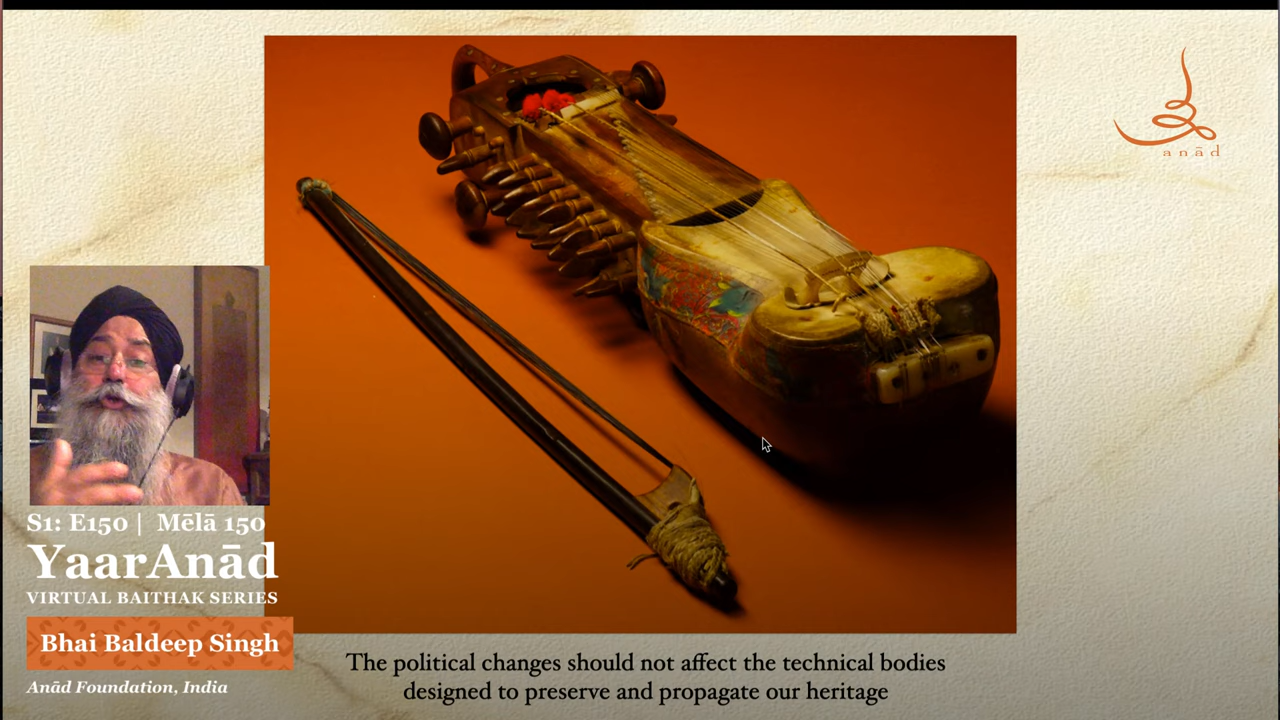 anād
S1: E150 | Mēlā 150
YaarAnād
VIRTUAL BAITHAK SERIES
Bhai Baldeep Singh
Anād Foundation, India
The political changes should not affect the technical bodies
designed to preserve and propagate our heritage